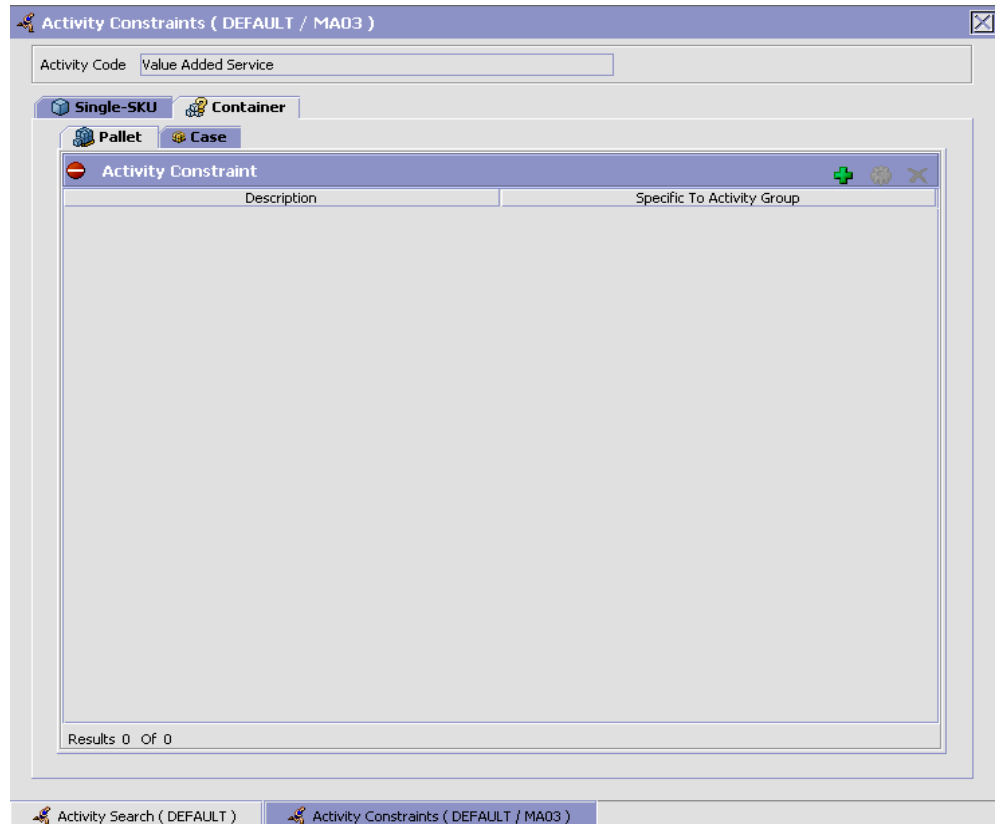 Activity Constraints ( DEFAULT / MA03 )
Activity Code Value Added Service
Single-SKU Container
Pallet Case
Activity Constraint
Description Specific To Activity Group
Results 0 Of 0
Activity Search ( DEFAULT ) Activity Constraints ( DEFAULT / MA03 )